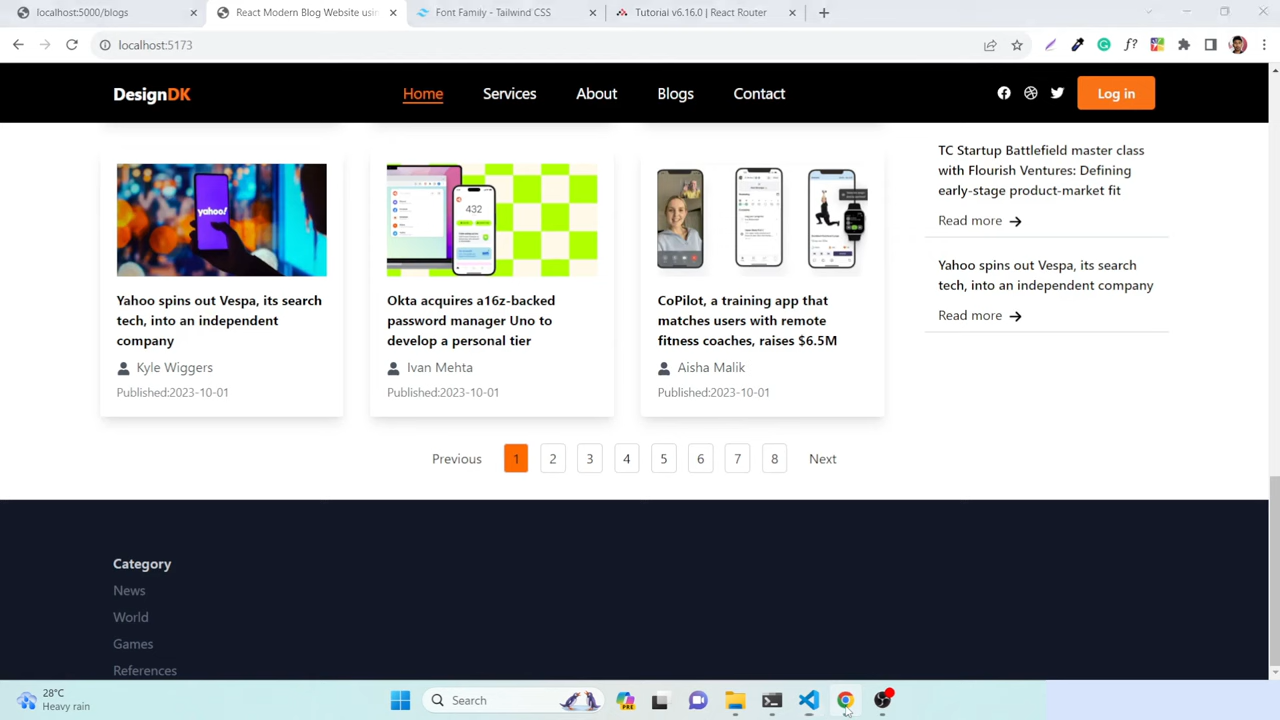 localhost:5000/blogs
React Modern Blog Website usin
Font Family - Tailwind CSS
Tutorial v6.16.0 | React Router
localhost:5173
DesignDK
Home
Services
About
Blogs
Contact
Log in
TC Startup Battlefield master class
with Flourish Ventures: Defining
early-stage product-market fit
Read more
Yahoo spins out Vespa, its search
tech, into an independent company
Read more
yahoo!
432
Yahoo spins out Vespa, its search
tech, into an independent
company
Kyle Wiggers
Published:2023-10-01
Okta acquires a16z-backed
password manager Uno to
develop a personal tier
Ivan Mehta
Published:2023-10-01
CoPilot, a training app that
matches users with remote
fitness coaches, raises $6.5M
Aisha Malik
Published:2023-10-01
Previous
1
2
3
4
5
6
7
8
Next
Category
News
World
Games
References
28°C
Heavy rain
Search
PRE